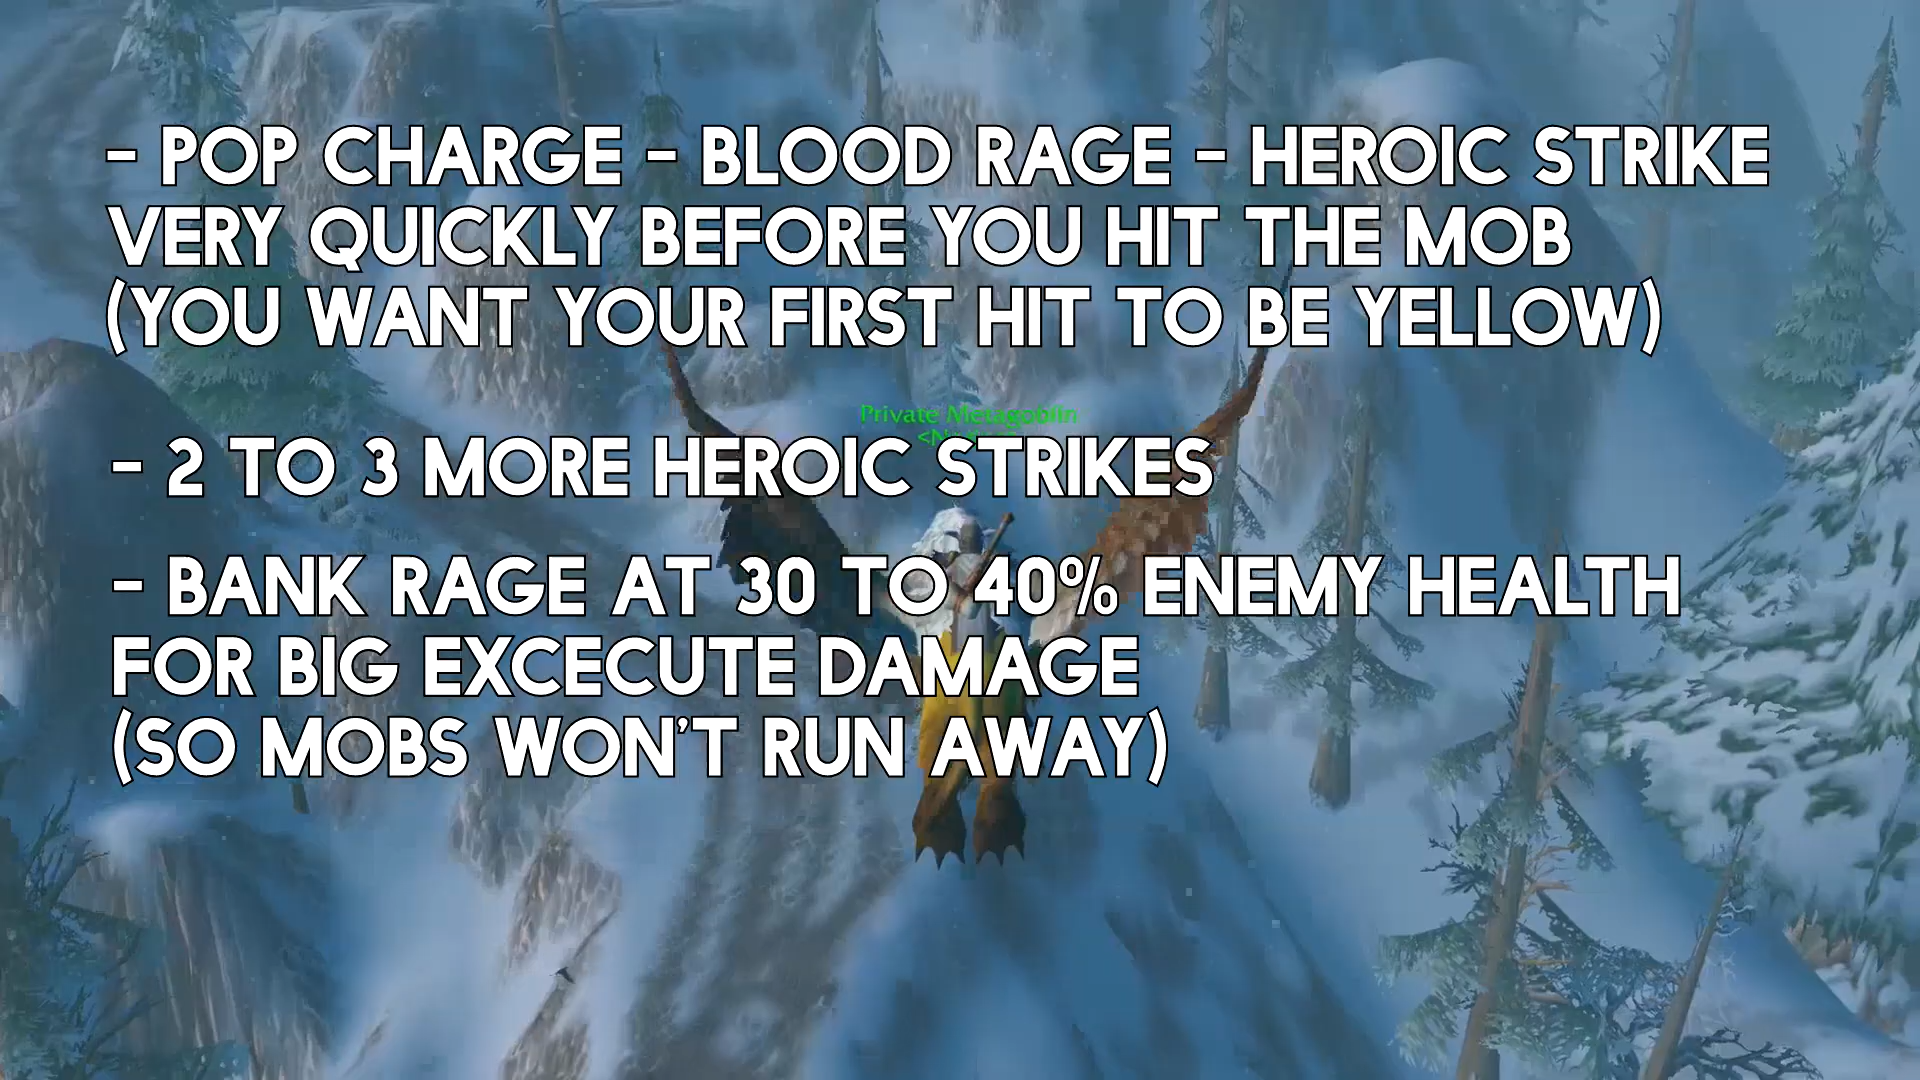 - POP CHARGE - BLOOD RAGE - HEROIC STRIKE
VERY QUICKLY BEFORE YOU HIT THE MOB
(YOU WANT YOUR FIRST HIT TO BE YELLOW)
Private Metagoblin
- 2 TO 3 MORE HEROIC STRIKES
- BANK RAGE AT 30 TO 40% ENEMY HEALTH
FOR BIG EXCECUTE DAMAGE
(SO MOBS WON'T RUN AWAY)